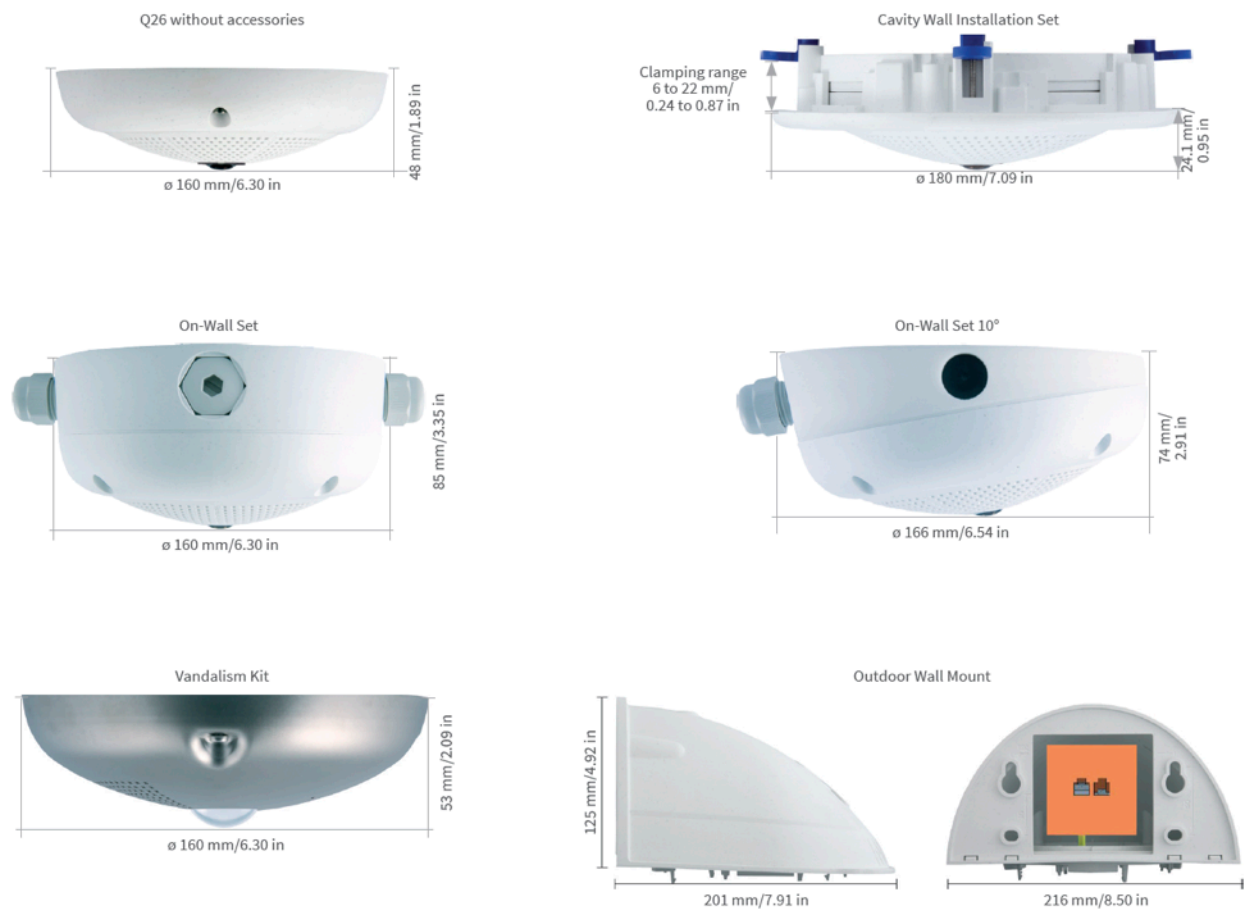 Q26 without accessories
48 mm/1.89 in
ø 160 mm/6.30 in
Cavity Wall Installation Set
Clamping range
6 to 22 mm/
0.24 to 0.87 in
24.1 mm/
0.95 in
ø 180 mm/7.09 in
On-Wall Set
85 mm/3.35 in
ø 160 mm/6.30 in
On-Wall Set 10°
74 mm/
2.91 in
ø 166 mm/6.54 in
Vandalism Kit
53 mm/2.09 in
ø 160 mm/6.30 in
Outdoor Wall Mount
125 mm/4.92 in
201 mm/7.91 in
216 mm/8.50 in